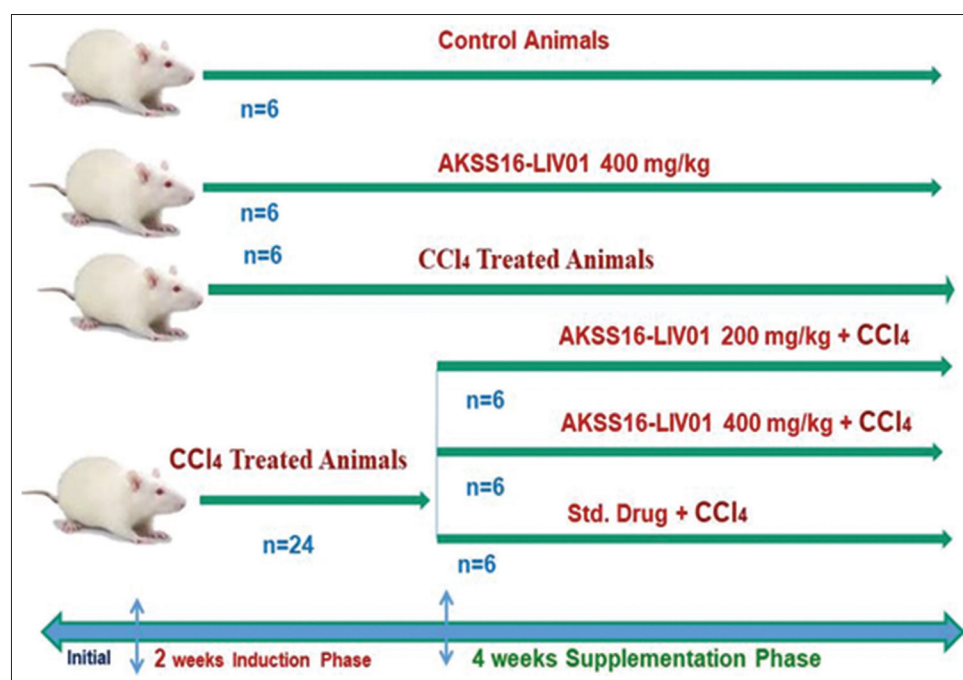 Control Animals
n=6
AKSS16-LIV01 400 mg/kg
n=6
n=6
CCl₄ Treated Animals
AKSS16-LIV01 200 mg/kg + CCl₄
n=6
AKSS16-LIV01 400 mg/kg + CCl₄
CCl₄ Treated Animals
n=6
Std. Drug + CCl₄
n=24
n=6
Initial
2 weeks Induction Phase
4 weeks Supplementation Phase